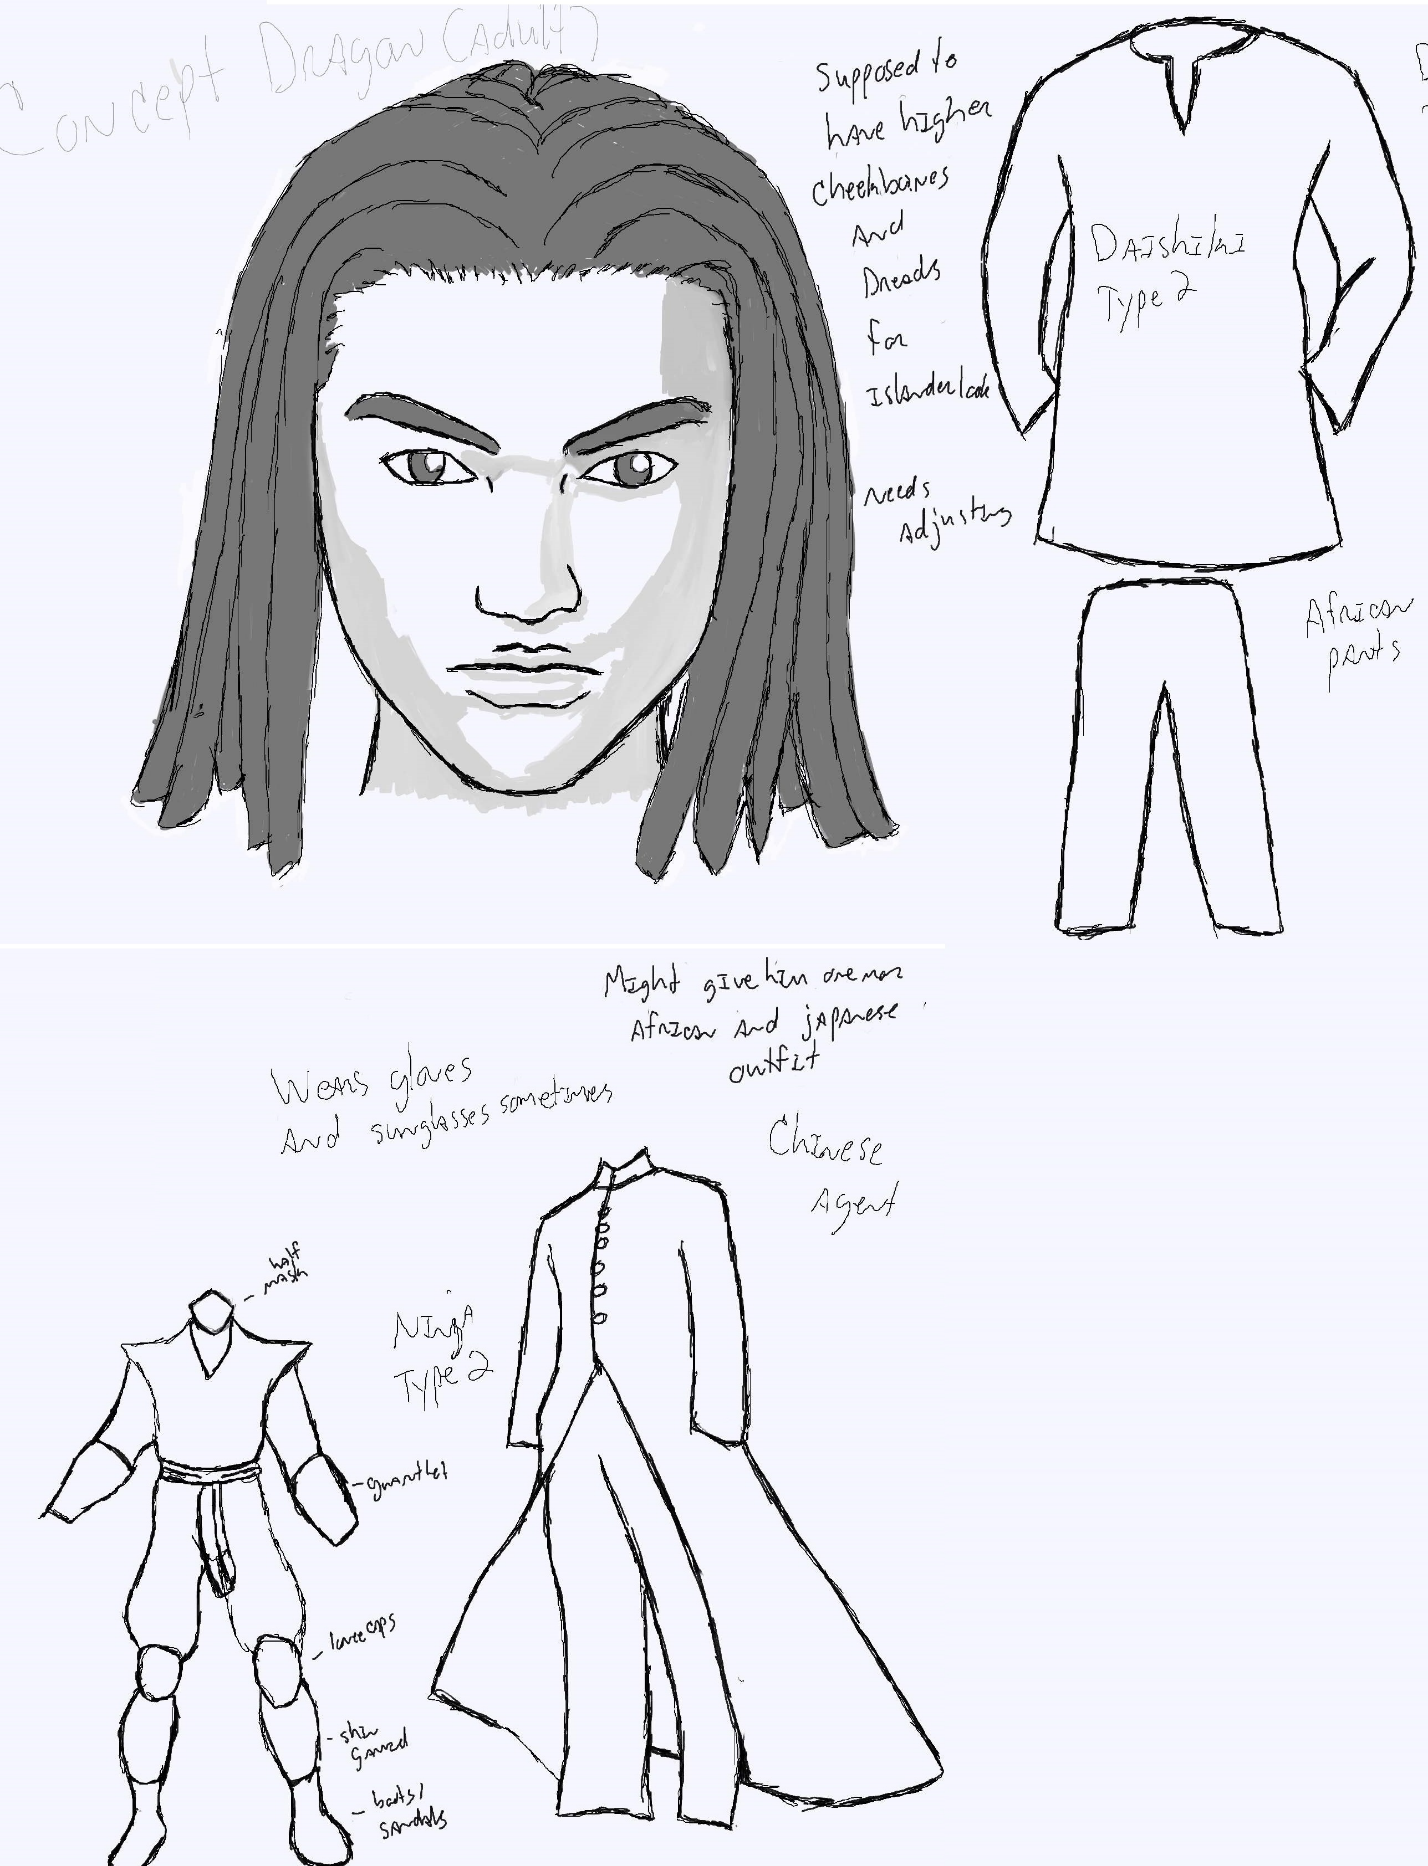 Concept Dragon (Adult)
Supposed to
have higher
cheekbones
and
Dreads
for
Islander look
needs
adjusting
Daishiki
Type 2
African
pants
Might give him one more
African and japanese
outfit
Wears gloves
And sunglasses sometimes
Chinese
Agent
half
mask
Ninja
Type 2
guantlet
knee caps
shin
guard
boots/
sandals